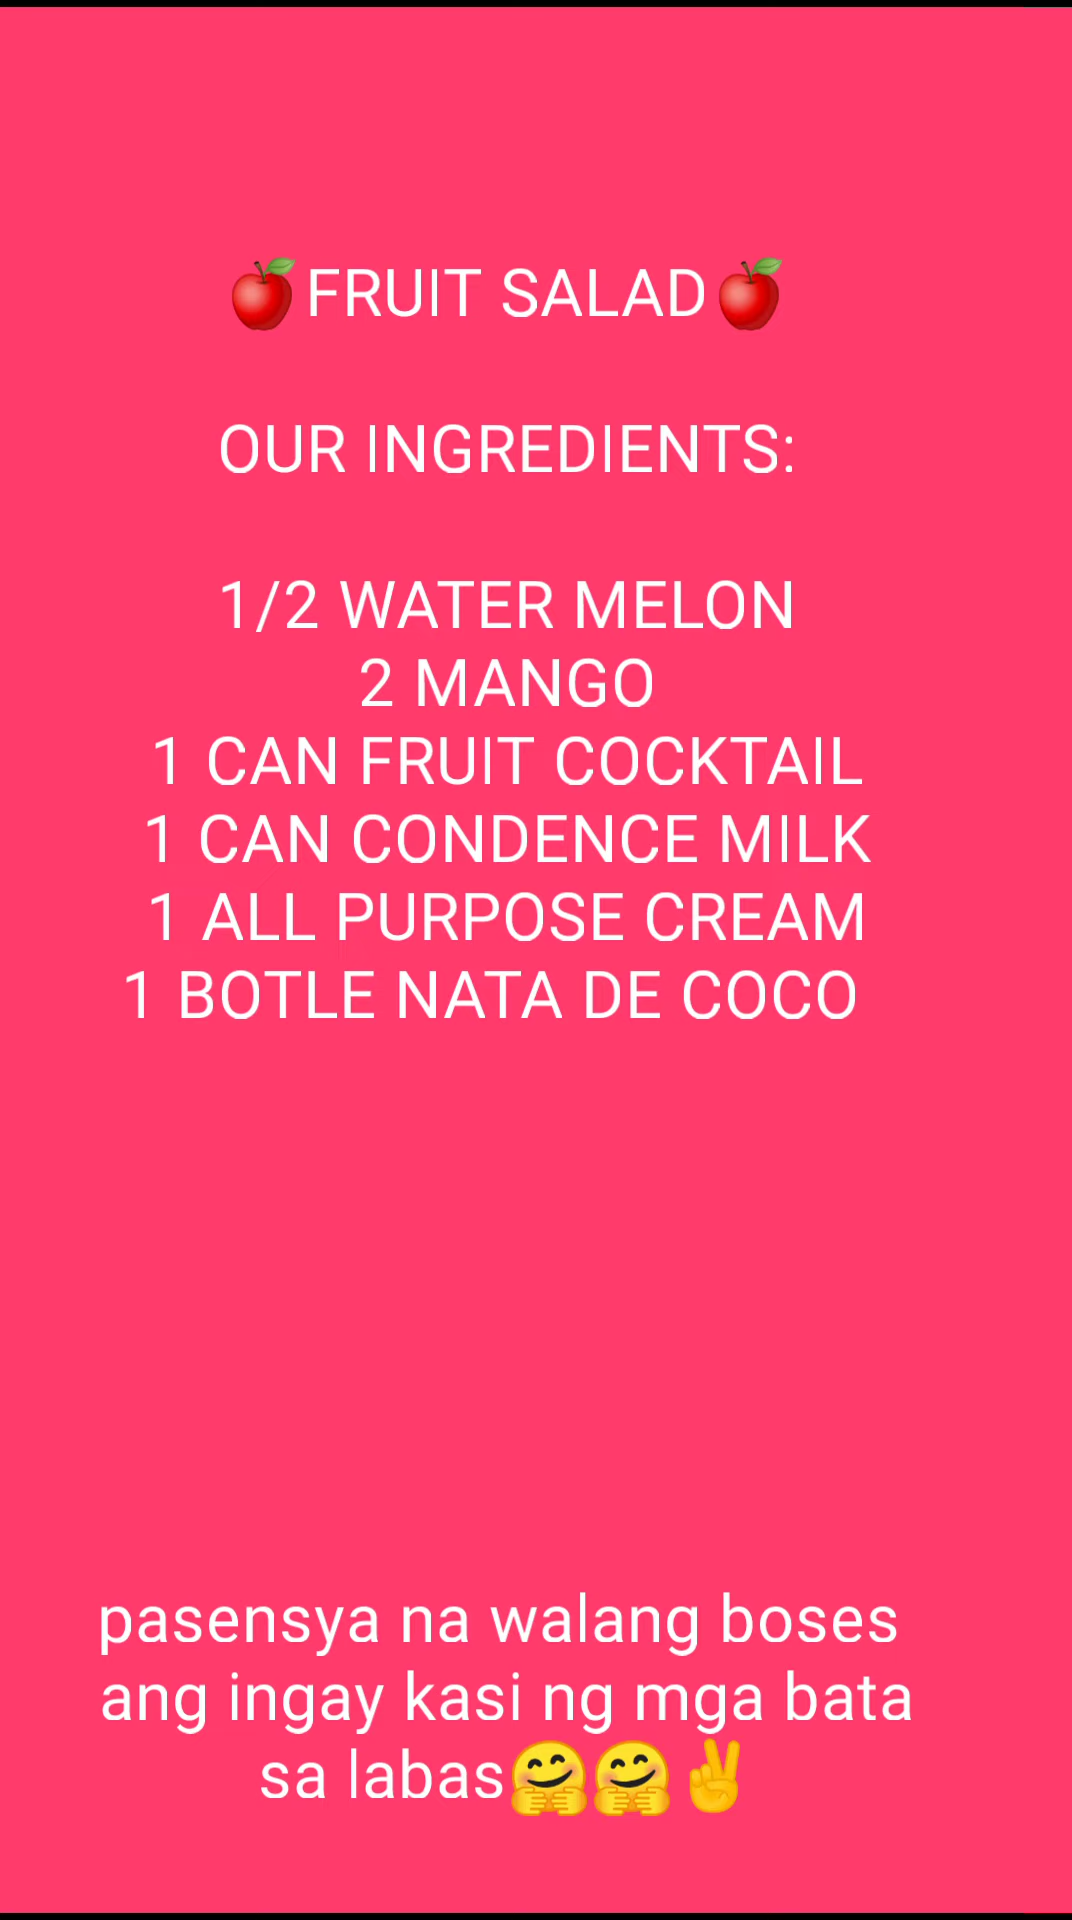 🍎FRUIT SALAD🍎
OUR INGREDIENTS:
1/2 WATER MELON
2 MANGO
1 CAN FRUIT COCKTAIL
1 CAN CONDENCE MILK
1 ALL PURPOSE CREAM
1 BOTLE NATA DE COCO
pasensya na walang boses
ang ingay kasi ng mga bata
sa labas🤗🤗✌️